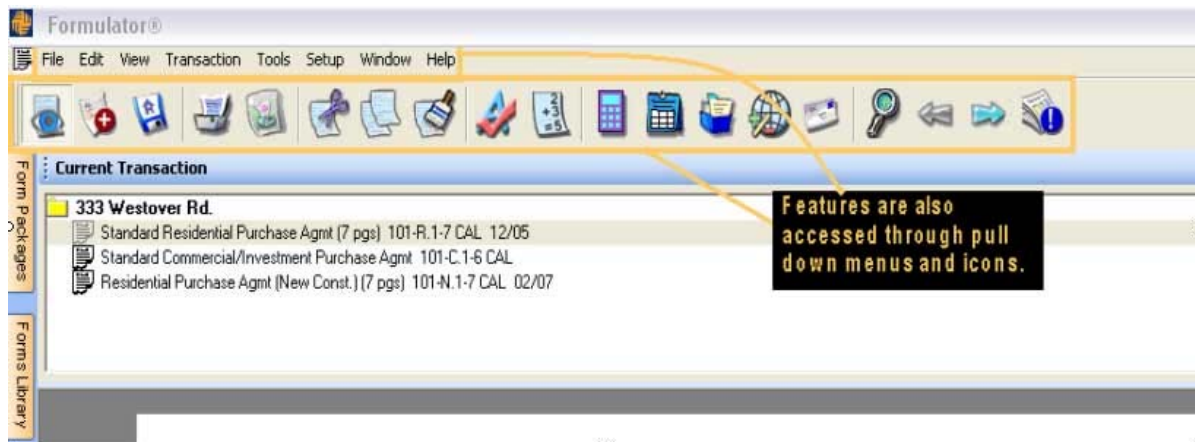 Formulator®
File Edit View Transaction Tools Setup Window Help
2
+3
=5
Current Transaction
333 Westover Rd.
Standard Residential Purchase Agmt (7 pgs) 101-R.1-7 CAL 12/05
Standard Commercial/Investment Purchase Agmt 101-C.1-6 CAL
Residential Purchase Agmt (New Const.) (7 pgs) 101-N.1-7 CAL 02/07
Features are also
accessed through pull
down menus and icons.
Form Packages
Forms Library